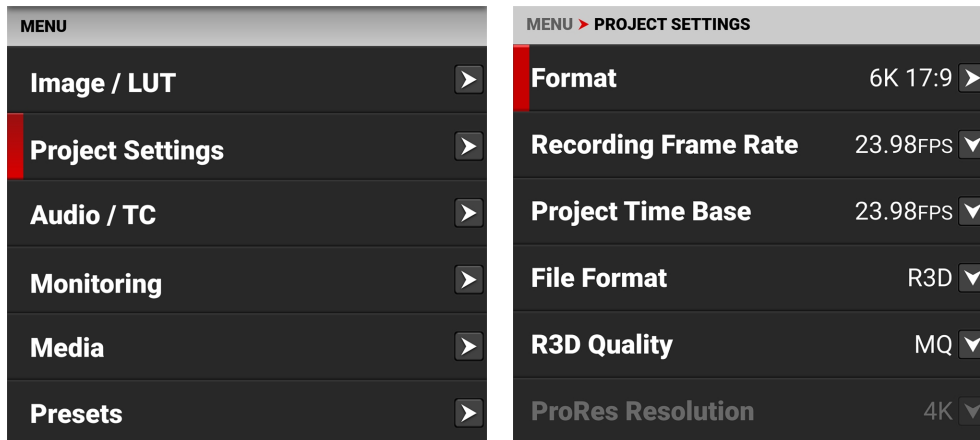 MENU
Image / LUT
Project Settings
Audio / TC
Monitoring
Media
Presets
MENU PROJECT SETTINGS
Format 6K 17:9
Recording Frame Rate 23.98FPS
Project Time Base 23.98FPS
File Format R3D
R3D Quality MQ
ProRes Resolution 4K